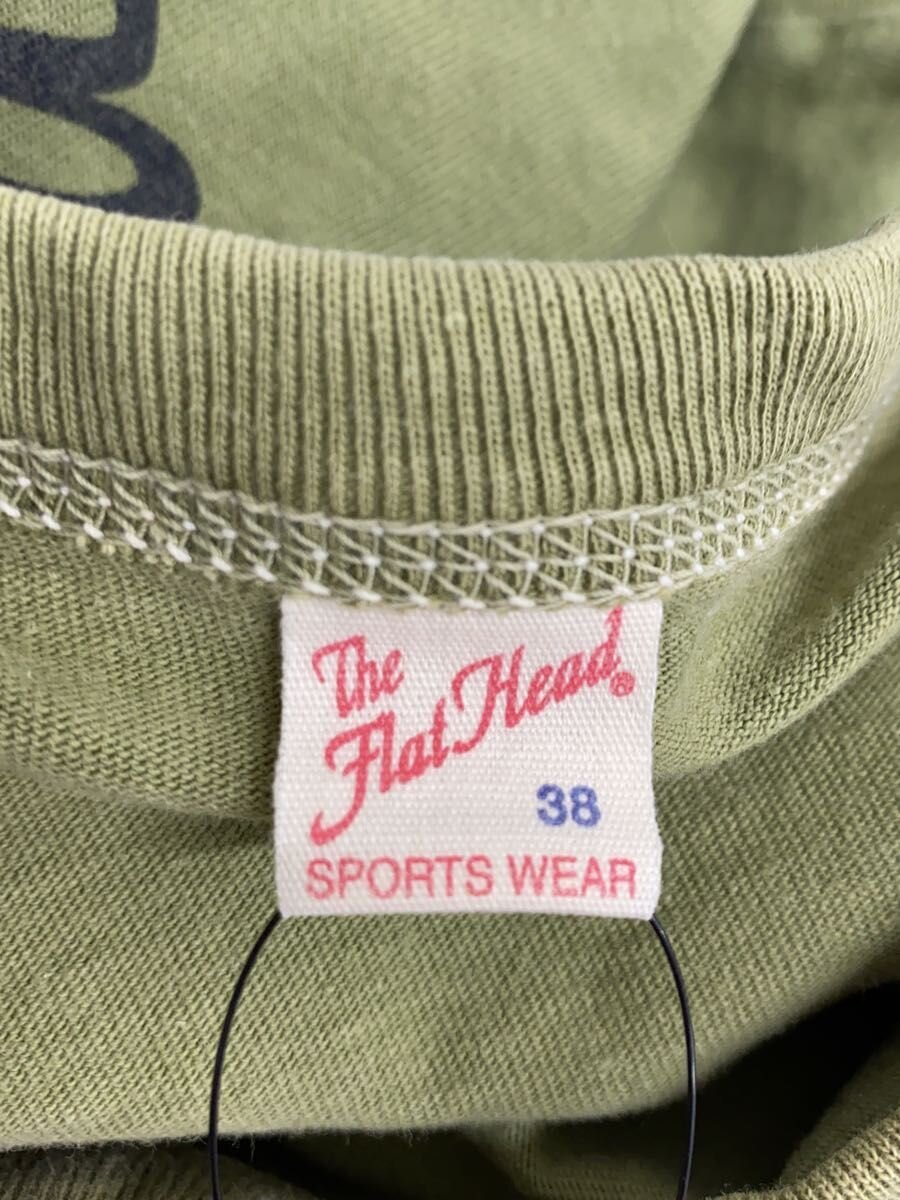 The
Flat Head®
38
SPORTS WEAR